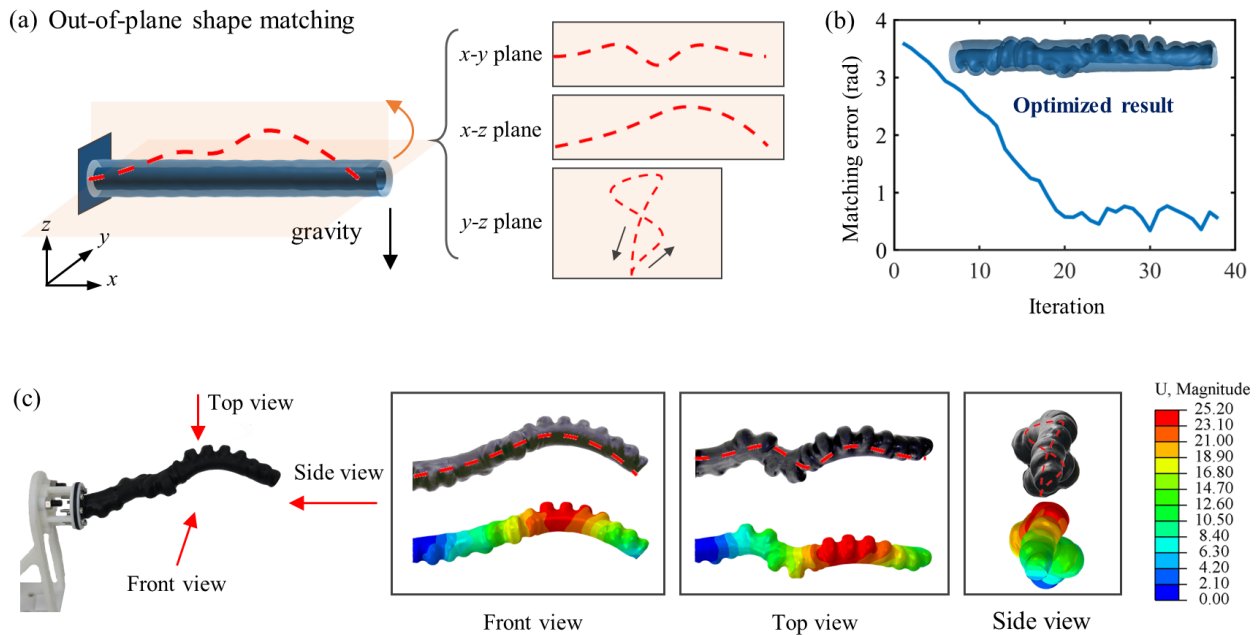 (a) Out-of-plane shape matching
x-y plane
x-z plane
y-z plane
gravity
z
y
x
(b)
Matching error (rad)
4
3
2
1
0
Optimized result
0
10
20
30
40
Iteration
(c)
Top view
Side view
Front view
Front view
Top view
Side view
U, Magnitude
25.20
23.10
21.00
18.90
16.80
14.70
12.60
10.50
8.40
6.30
4.20
2.10
0.00